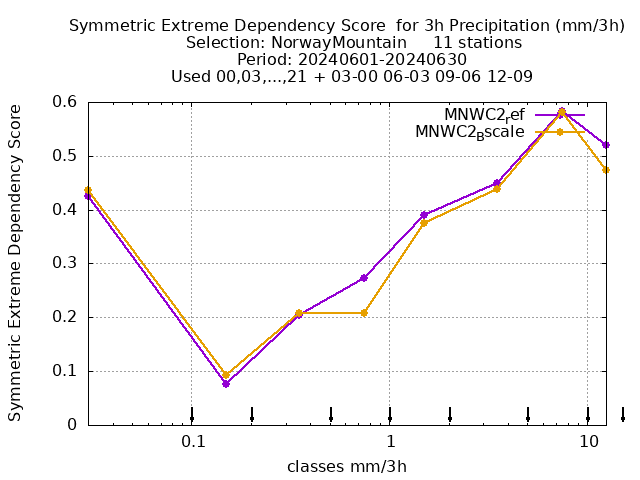 Symmetric Extreme Dependency Score  for 3h Precipitation (mm/3h)
Selection: NorwayMountain     11 stations
Period: 20240601-20240630
Used 00,03,...,21 + 03-00 06-03 09-06 12-09
Symmetric Extreme Dependency Score
0.6
0.5
0.4
0.3
0.2
0.1
0
MNWC2_ref
MNWC2_Bscale
0.1 1 10
classes mm/3h